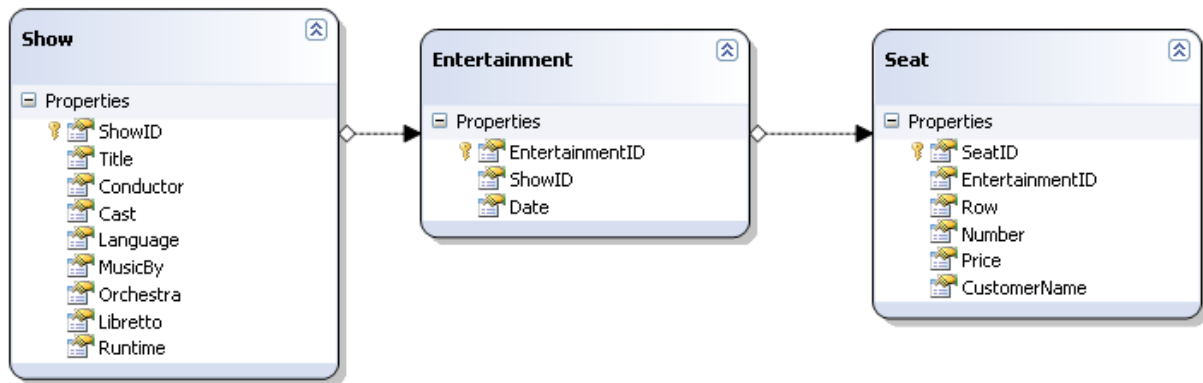 Show
Properties
ShowID
Title
Conductor
Cast
Language
MusicBy
Orchestra
Libretto
Runtime
Entertainment
Properties
EntertainmentID
ShowID
Date
Seat
Properties
SeatID
EntertainmentID
Row
Number
Price
CustomerName